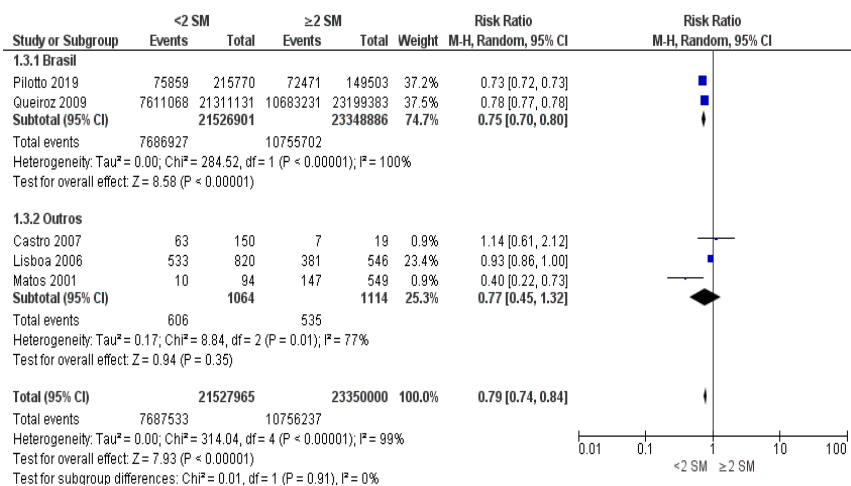 <2 SM ≥2 SM Risk Ratio Risk Ratio
Study or Subgroup Events Total Events Total Weight M-H, Random, 95% CI M-H, Random, 95% CI
1.3.1 Brasil
Pilotto 2019 75859 215770 72471 149503 37.2% 0.73 [0.72, 0.73]
Queiroz 2009 7611068 21311131 10683231 23199383 37.5% 0.78 [0.77, 0.78]
Subtotal (95% CI) 21526901 23348886 74.7% 0.75 [0.70, 0.80]
Total events 7686927 10755702
Heterogeneity: Tau² = 0.00; Chi² = 284.52, df = 1 (P < 0.00001); I² = 100%
Test for overall effect: Z = 8.58 (P < 0.00001)
1.3.2 Outros
Castro 2007 63 150 7 19 0.9% 1.14 [0.61, 2.12]
Lisboa 2006 533 820 381 546 23.4% 0.93 [0.86, 1.00]
Matos 2001 10 94 147 549 0.9% 0.40 [0.22, 0.73]
Subtotal (95% CI) 1064 1114 25.3% 0.77 [0.45, 1.32]
Total events 606 535
Heterogeneity: Tau² = 0.17; Chi² = 8.84, df = 2 (P = 0.01); I² = 77%
Test for overall effect: Z = 0.94 (P = 0.35)
Total (95% CI) 21527965 23350000 100.0% 0.79 [0.74, 0.84]
Total events 7687533 10756237
Heterogeneity: Tau² = 0.00; Chi² = 314.04, df = 4 (P < 0.00001); I² = 99%
Test for overall effect: Z = 7.93 (P < 0.00001)
Test for subgroup differences: Chi² = 0.01, df = 1 (P = 0.91), I² = 0%
0.01 0.1 1 10 100
<2 SM ≥2 SM